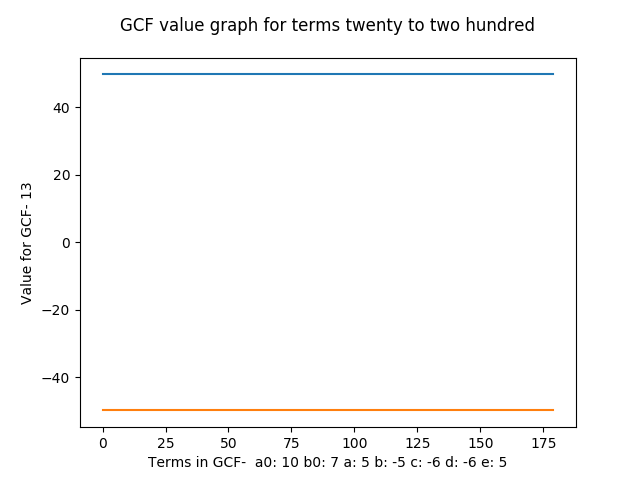 GCF value graph for terms twenty to two hundred
40
20
0
−20
−40
Value for GCF- 13
0 25 50 75 100 125 150 175
Terms in GCF-  a0: 10 b0: 7 a: 5 b: -5 c: -6 d: -6 e: 5